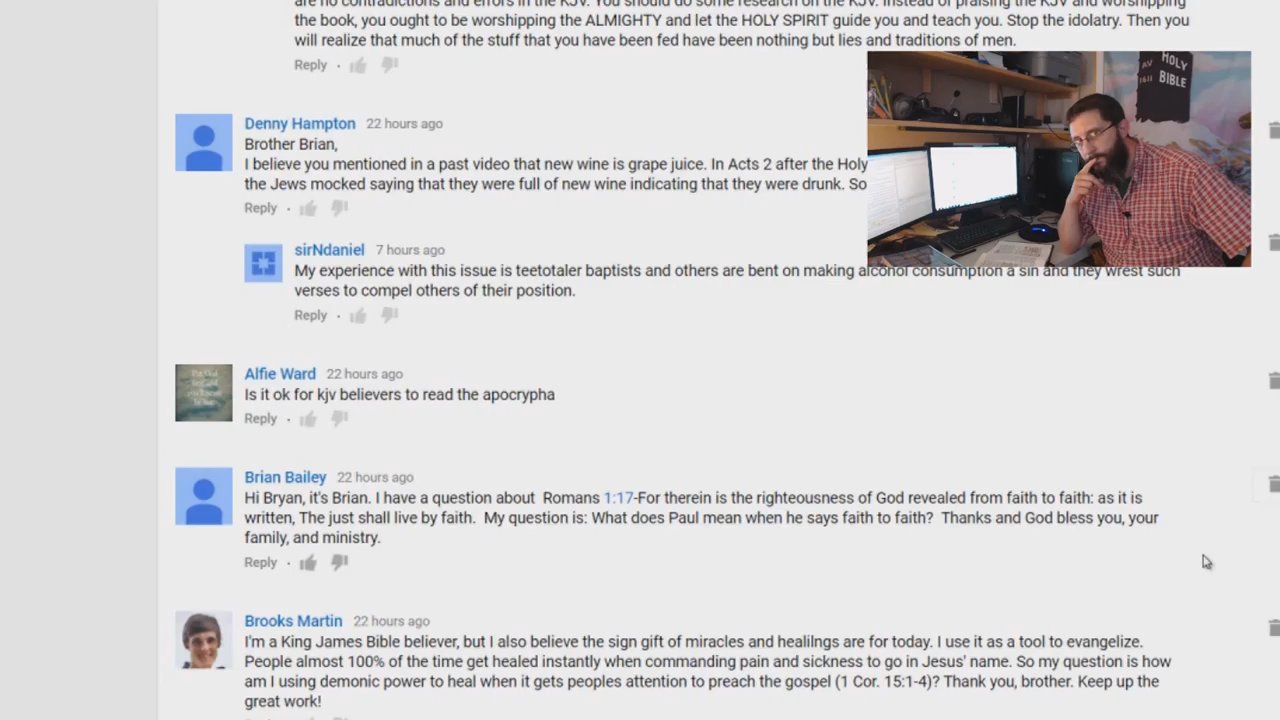 are no contradictions and errors in the KJV. You should do some research on the KJV. Instead of praising the KJV and worshipping
the book, you ought to be worshipping the ALMIGHTY and let the HOLY SPIRIT guide you and teach you. Stop the idolatry. Then you
will realize that much of the stuff that you have been fed have been nothing but lies and traditions of men.
Reply
Denny Hampton 22 hours ago
Brother Brian,
I believe you mentioned in a past video that new wine is grape juice. In Acts 2 after the Holy
the Jews mocked saying that they were full of new wine indicating that they were drunk. So
Reply
AV
1611
HOLY
BIBLE
sirNdaniel 7 hours ago
My experience with this issue is teetotaler baptists and others are bent on making alcohol consumption a sin and they wrest such
verses to compel others of their position.
Reply
Alfie Ward 22 hours ago
Is it ok for kjv believers to read the apocrypha
Reply
Brian Bailey 22 hours ago
Hi Bryan, it's Brian. I have a question about Romans 1:17-For therein is the righteousness of God revealed from faith to faith: as it is
written, The just shall live by faith. My question is: What does Paul mean when he says faith to faith? Thanks and God bless you, your
family, and ministry.
Reply
Brooks Martin 22 hours ago
I'm a King James Bible believer, but I also believe the sign gift of miracles and healilngs are for today. I use it as a tool to evangelize.
People almost 100% of the time get healed instantly when commanding pain and sickness to go in Jesus' name. So my question is how
am I using demonic power to heal when it gets peoples attention to preach the gospel (1 Cor. 15:1-4)? Thank you, brother. Keep up the
great work!